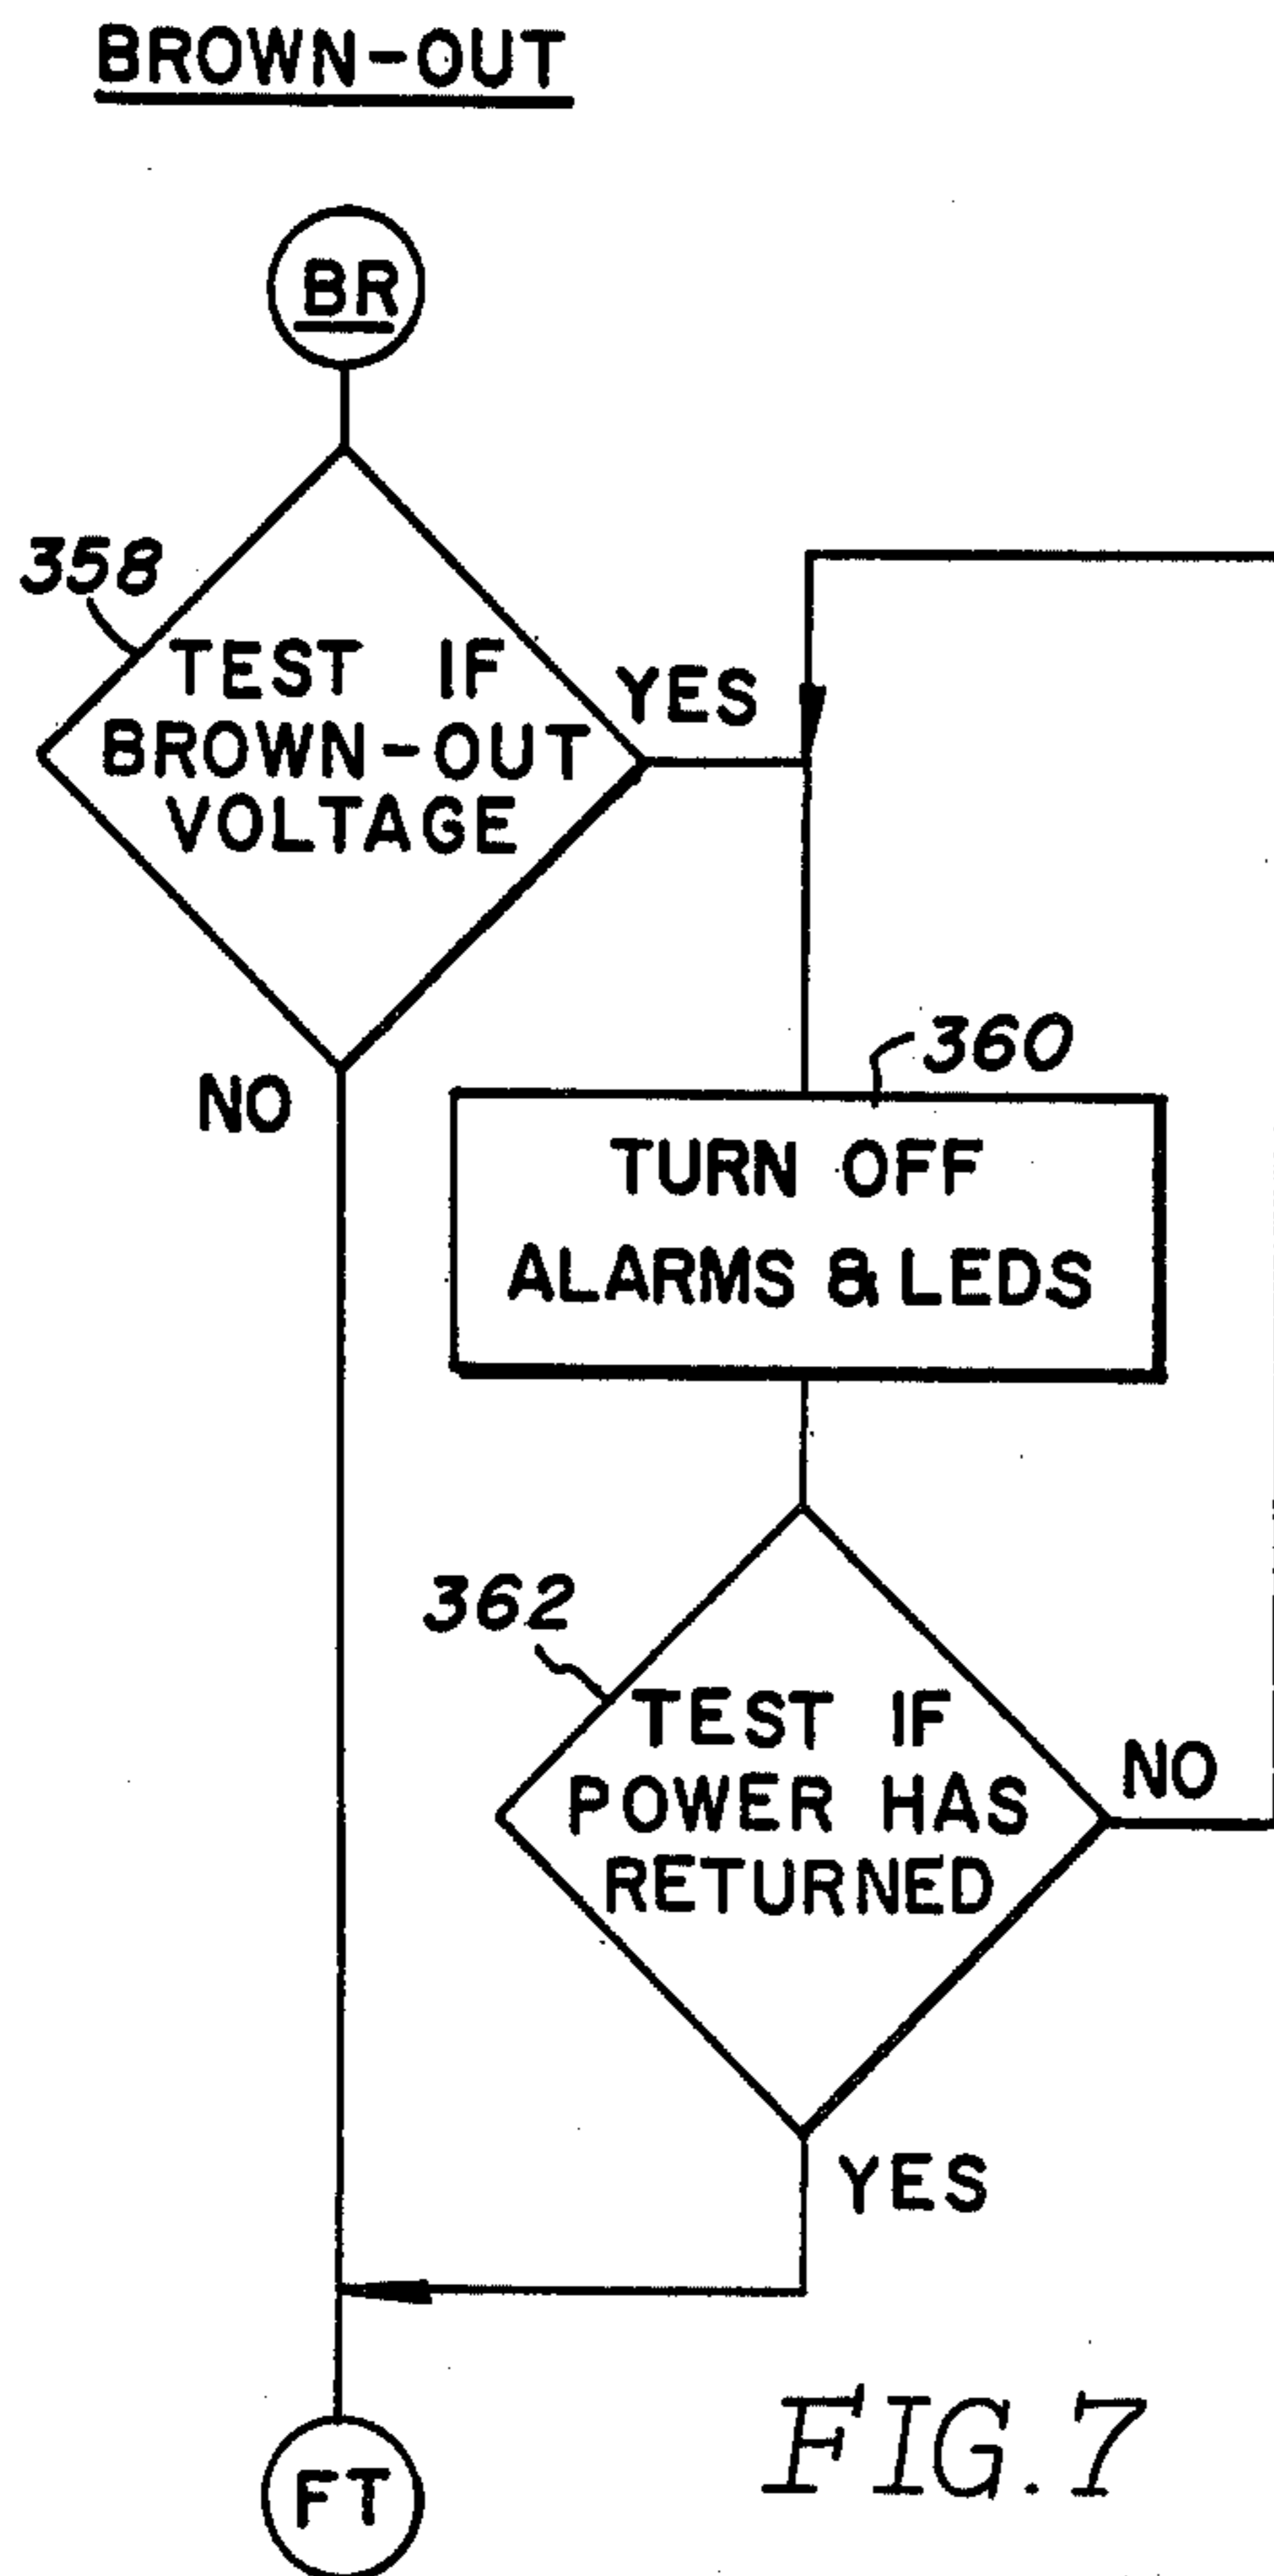 BROWN-OUT
BR
358
TEST IF
BROWN-OUT
VOLTAGE
YES
NO
360
TURN OFF
ALARMS & LEDS
362
TEST IF
POWER HAS
RETURNED
NO
YES
FT
FIG. 7